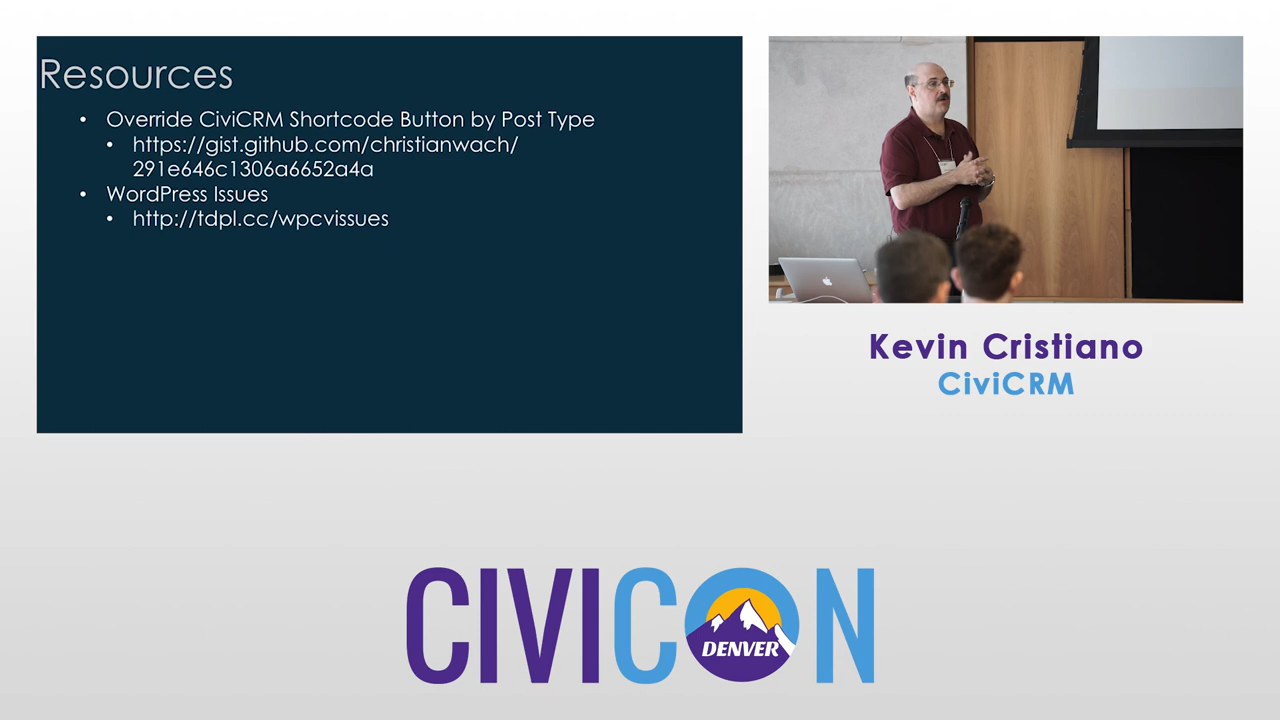 Resources
• Override CiviCRM Shortcode Button by Post Type
• https://gist.github.com/christianwach/
291e646c1306a6652a4a
• WordPress Issues
• http://tdpl.cc/wpcvissues
Kevin Cristiano
CiviCRM
CIVICON
DENVER